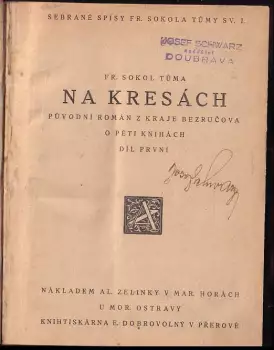 SEBRANÉ SPISY FR. SOKOLA TŮMY SV. I.
JOSEF SCHWARZ
DOUBRAVA
FR. SOKOL TŮMA
NA KRESÁCH
PŮVODNÍ ROMÁN Z KRAJE BEZRUČOVA
O PĚTI KNIHÁCH
DÍL PRVNÍ
NÁKLADEM AL. ZELINKY V MAR. HORÁCH
U MOR. OSTRAVY
KNIHTISKÁRNA E. DOBROVOLNÝ V PŘEROVĚ